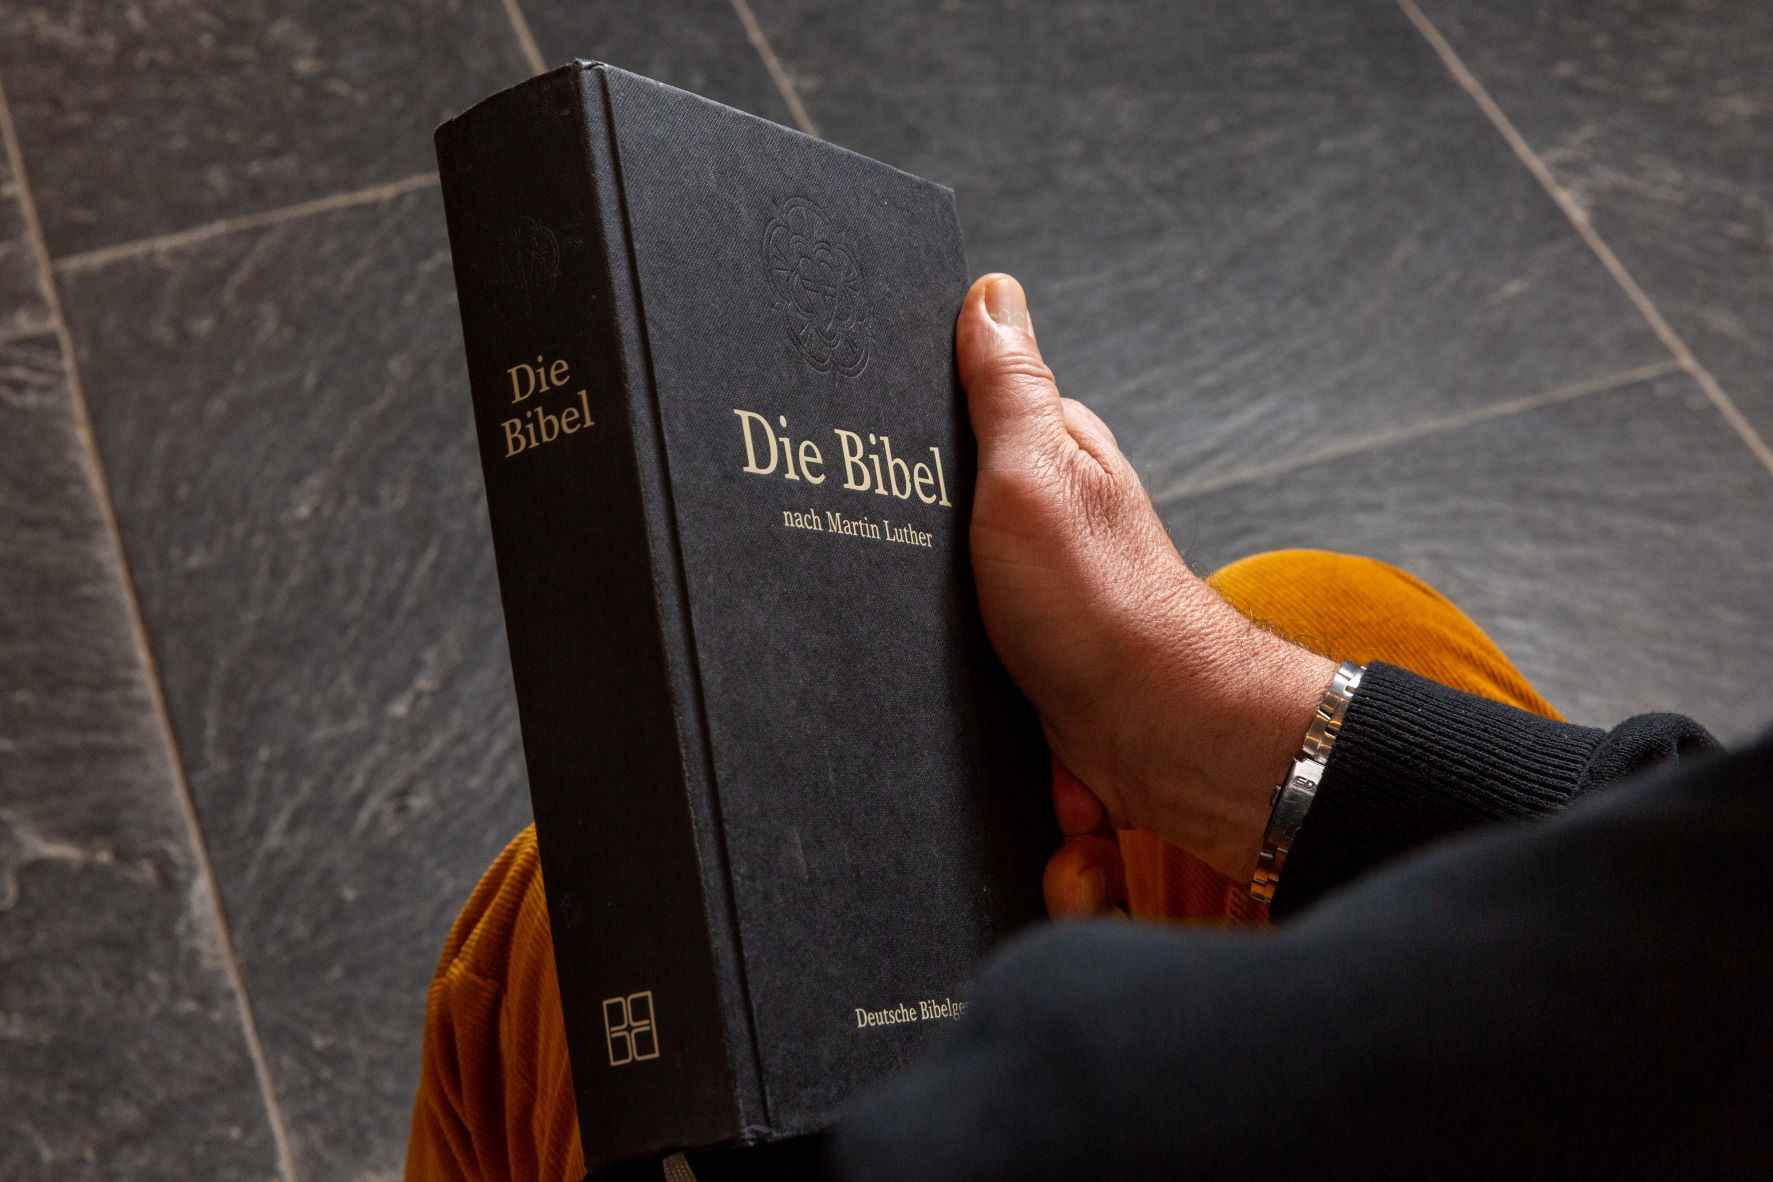 Die
Bibel
Die Bibel
nach Martin Luther
Deutsche